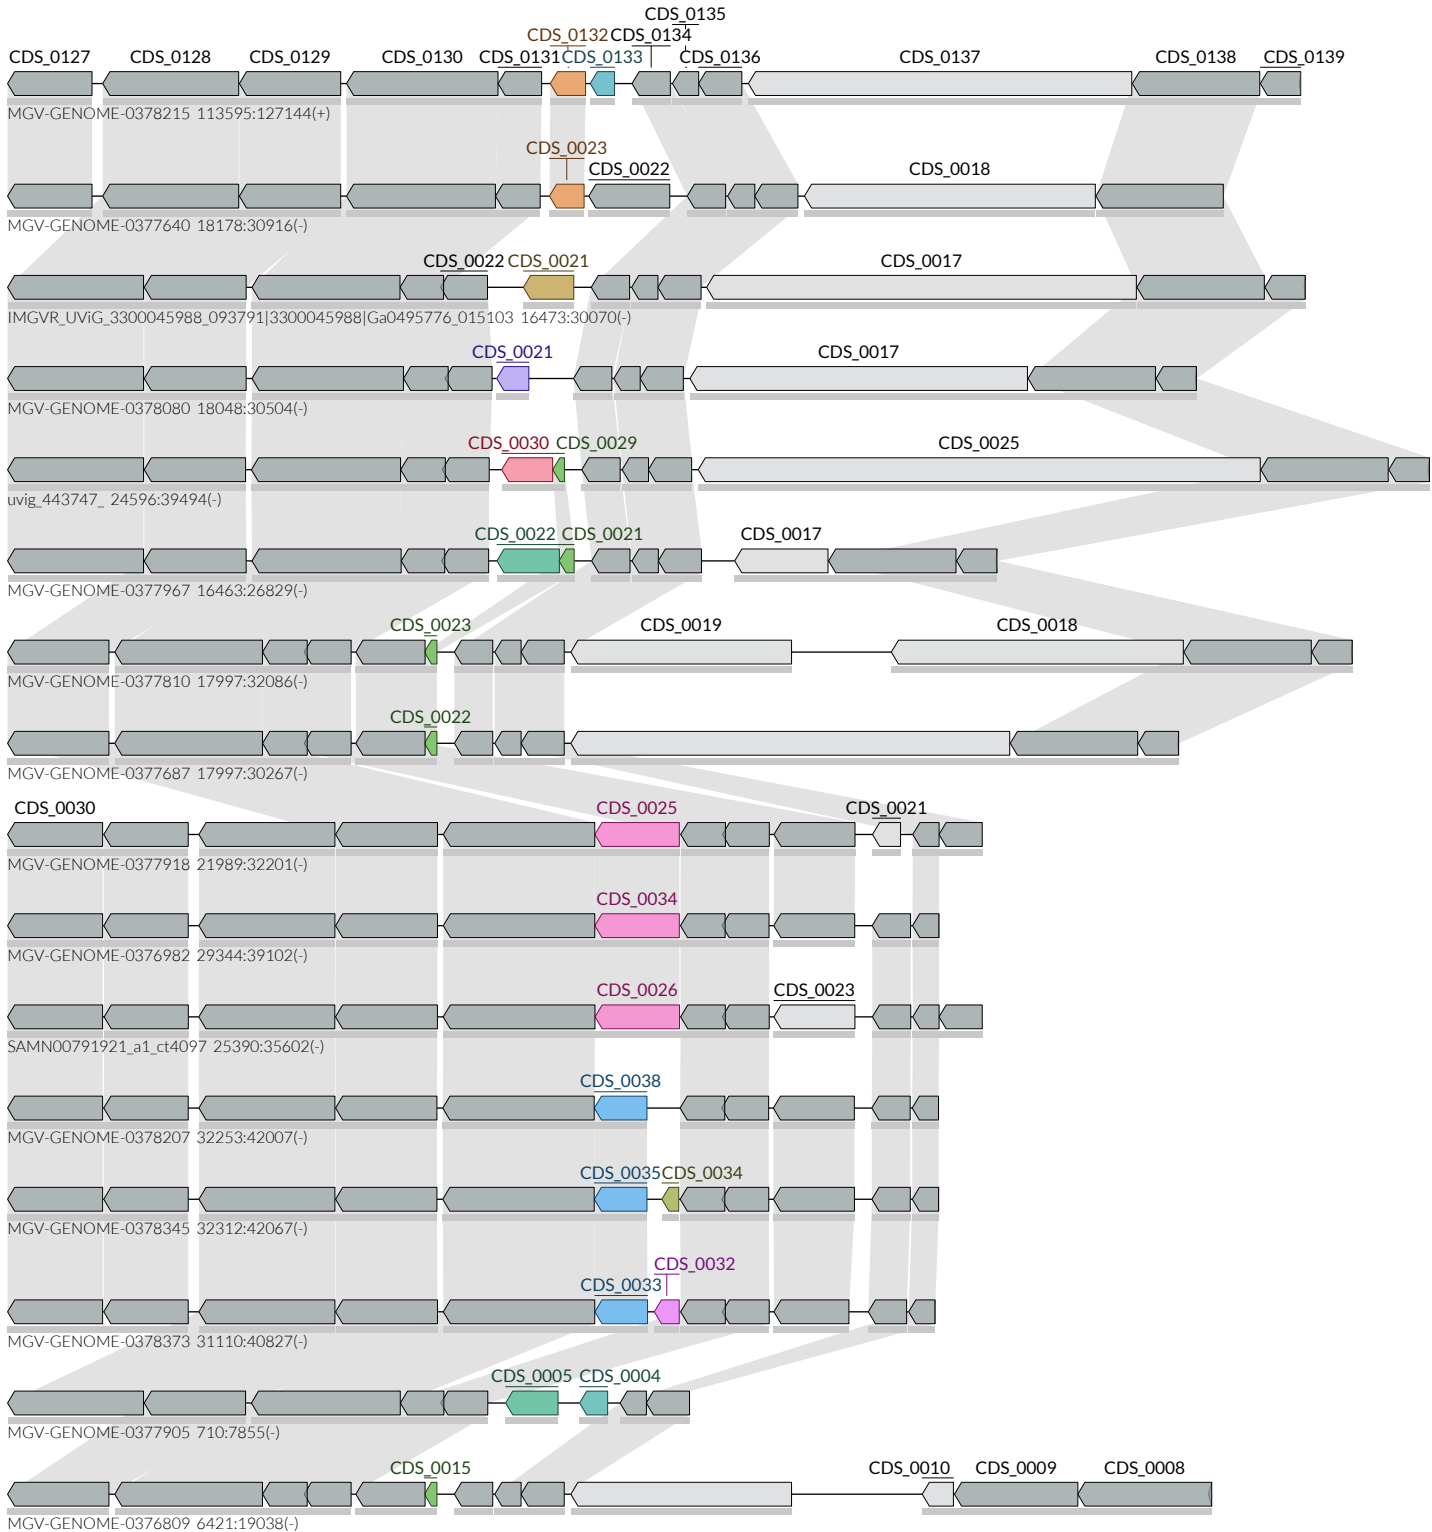 CDS_0135
CDS_0132 CDS_0134
CDS_0127 CDS_0128 CDS_0129 CDS_0130 CDS_0131 CDS_0133 CDS_0136 CDS_0137 CDS_0138 CDS_0139
MGV-GENOME-0378215 113595:127144(+)
CDS_0023
CDS_0022 CDS_0018
MGV-GENOME-0377640 18178:30916(-)
CDS_0022 CDS_0021 CDS_0017
IMGVR_UViG_3300045988_093791|3300045988|Ga0495776_015103 16473:30070(-)
CDS_0021 CDS_0017
MGV-GENOME-0378080 18048:30504(-)
CDS_0030 CDS_0029 CDS_0025
uvig_443747_ 24596:39494(-)
CDS_0022 CDS_0021 CDS_0017
MGV-GENOME-0377967 16463:26829(-)
CDS_0023 CDS_0019 CDS_0018
MGV-GENOME-0377810 17997:32086(-)
CDS_0022
MGV-GENOME-0377687 17997:30267(-)
CDS_0030 CDS_0025 CDS_0021
MGV-GENOME-0377918 21989:32201(-)
CDS_0034
MGV-GENOME-0376982 29344:39102(-)
CDS_0026 CDS_0023
SAMN00791921_a1_ct4097 25390:35602(-)
CDS_0038
MGV-GENOME-0378207 32253:42007(-)
CDS_0035 CDS_0034
MGV-GENOME-0378345 32312:42067(-)
CDS_0032
CDS_0033
MGV-GENOME-0378373 31110:40827(-)
CDS_0005 CDS_0004
MGV-GENOME-0377905 710:7855(-)
CDS_0015 CDS_0010 CDS_0009 CDS_0008
MGV-GENOME-0376809 6421:19038(-)